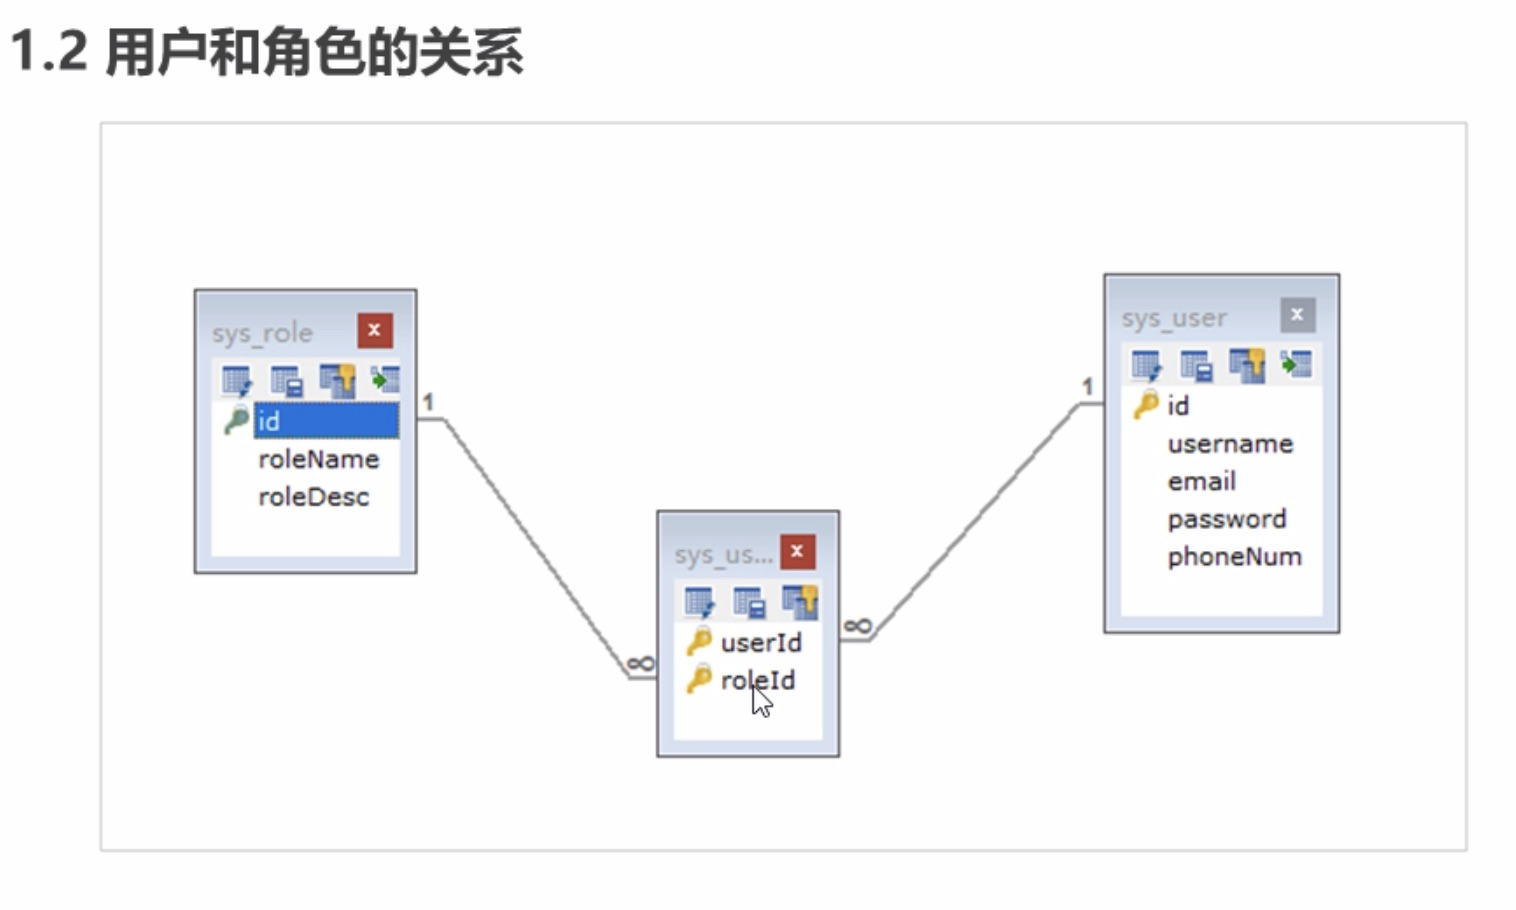 1.2 用户和角色的关系
sys_role
x
id
roleName
roleDesc
1
∞
sys_us...
x
userId
roleId
∞
1
sys_user
x
id
username
email
password
phoneNum